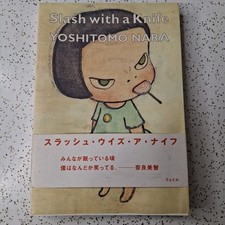 Slash with a Knife
YOSHITOMO NARA
スラッシュ・ウィズ・ア・ナイフ
みんなが眠っている頃
僕はなんだか笑ってる。——奈良美智